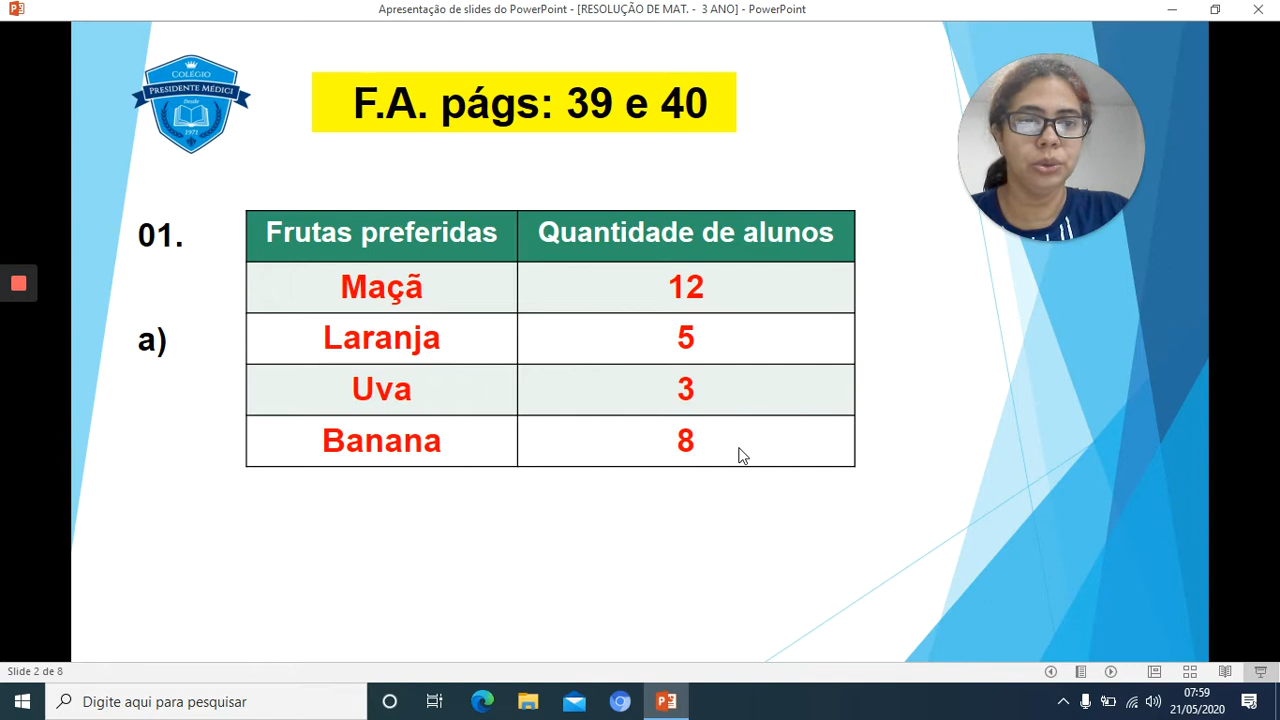 Apresentação de slides do PowerPoint - [RESOLUÇÃO DE MAT. - 3 ANO] - PowerPoint
COLÉGIO
PRESIDENTE MÉDICI
Desde
1971
F.A. págs: 39 e 40
01.
Frutas preferidas Quantidade de alunos
Maçã 12
a)
Laranja 5
Uva 3
Banana 8
Slide 2 de 8
Digite aqui para pesquisar
07:59
21/05/2020